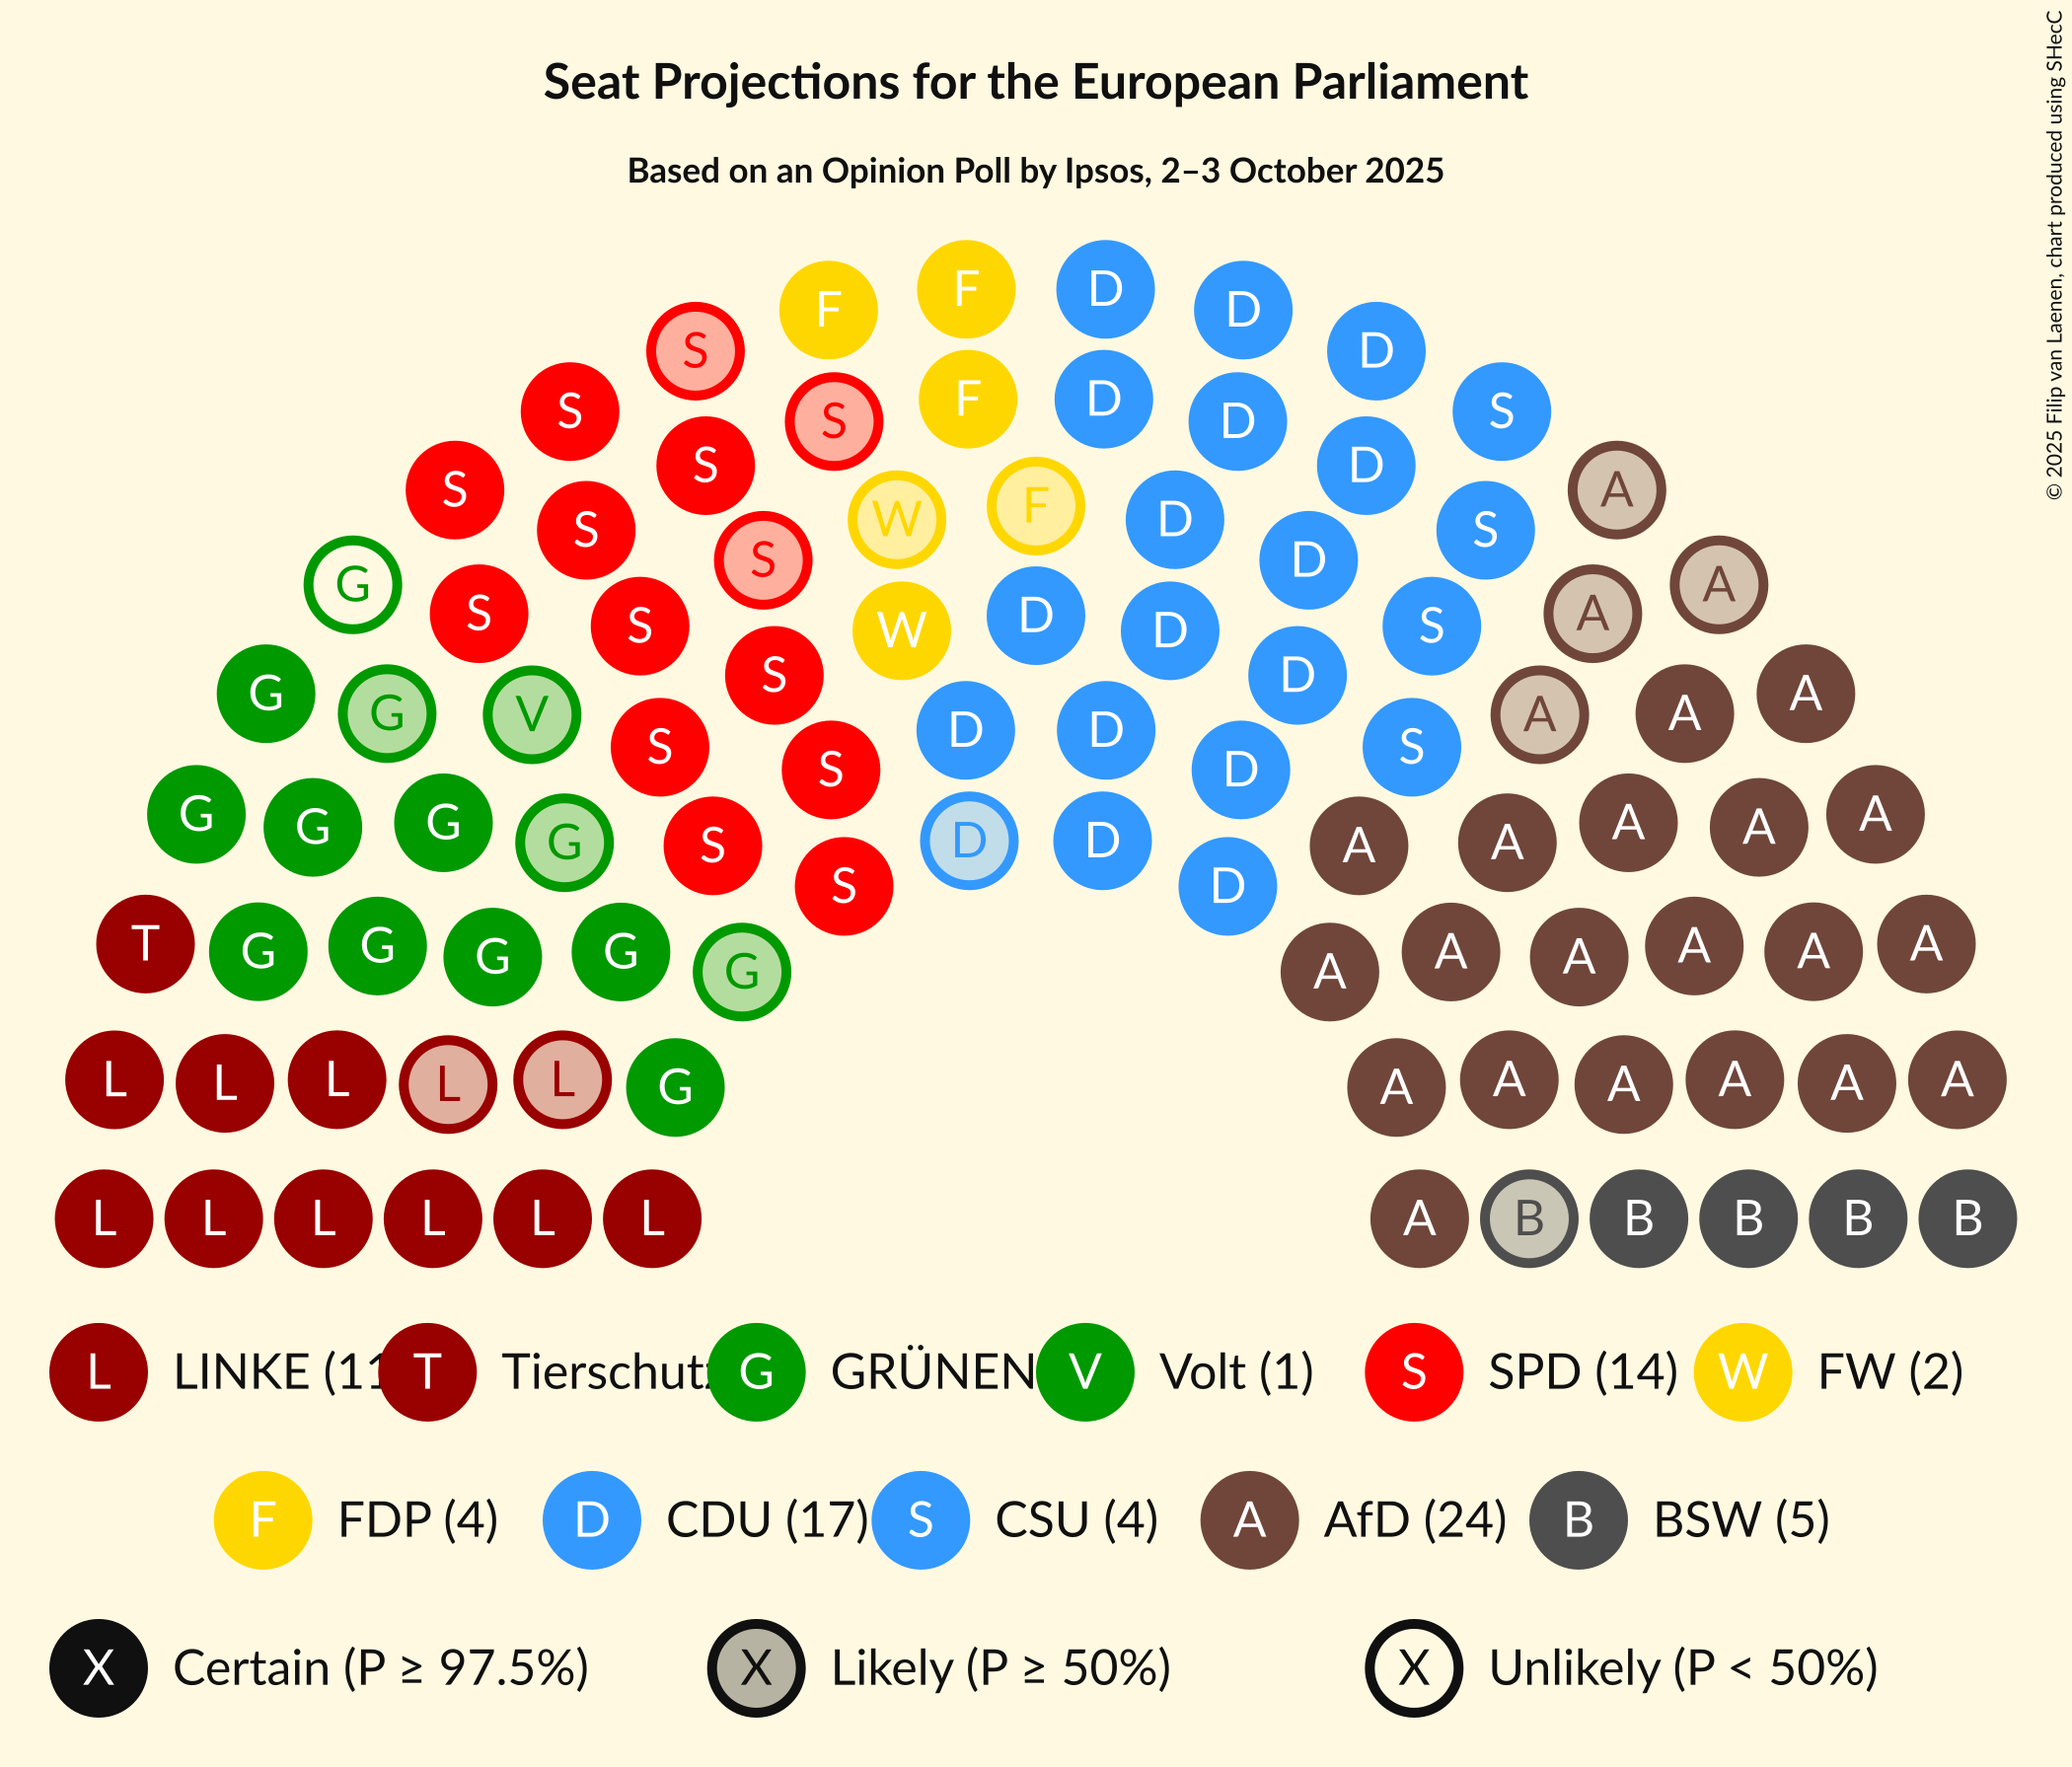 Seat Projections for the European Parliament
Based on an Opinion Poll by Ipsos, 2–3 October 2025
© 2025 Filip van Laenen, chart produced using SHecC
F F D D D
S F F D D D S
S S S D D
S W F A
S S D S
G S S D A A
S W D D
G G V S D S A A A
S D D D S
G G G G S A A A A A
S D D D
T G G G G G A A A A A A
L L L L L G A A A A A A
L L L L L L A B B B B B
L LINKE (11 T Tierschutz G GRÜNEN V Volt (1) S SPD (14) W FW (2)
F FDP (4) D CDU (17) S CSU (4) A AfD (24) B BSW (5)
X Certain (P ≥ 97.5%) X Likely (P ≥ 50%) X Unlikely (P < 50%)